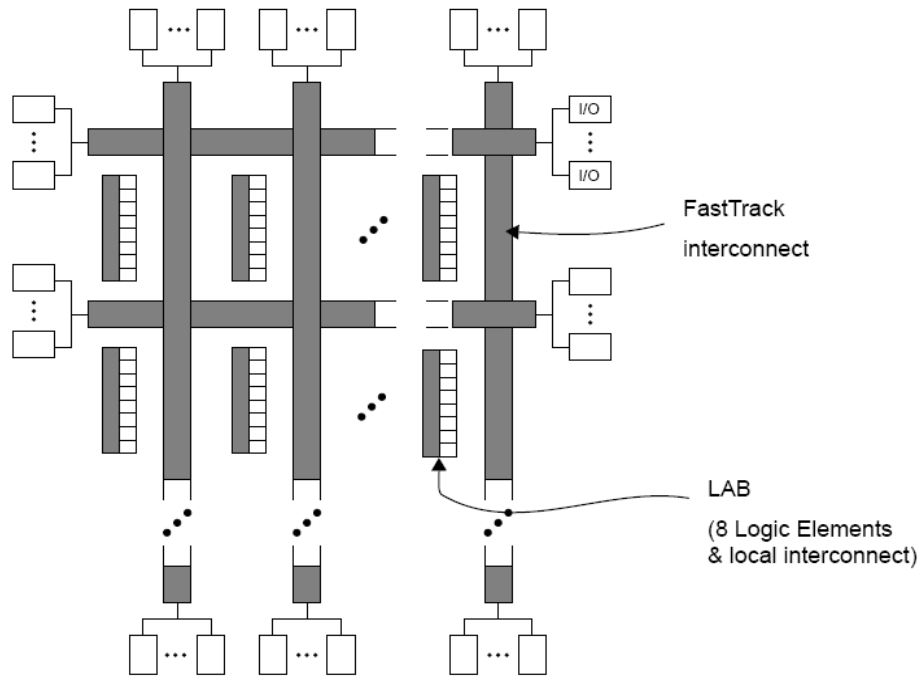 I/O
I/O
FastTrack
interconnect
LAB
(8 Logic Elements
& local interconnect)